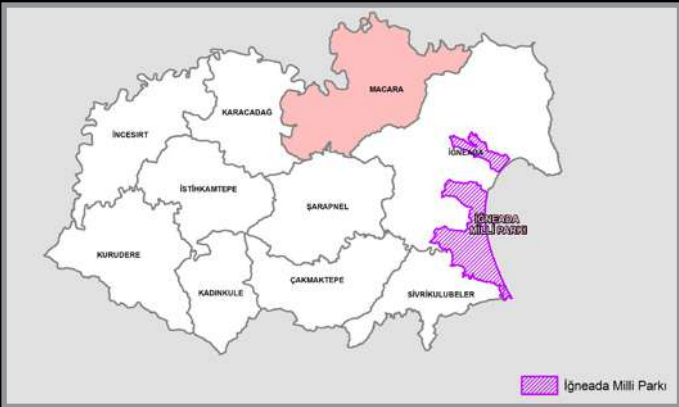 MACARA
KARACADAĞ
İNCESIRT
İĞNEADA
İSTİHKAMTEPE
ŞARAPNEL
İĞNEADA
MİLLİ PARKI
KURUDERE
ÇAKMAKTEPE
KADINKULE
SİVRİKULUBELER
İğneada Milli Parkı